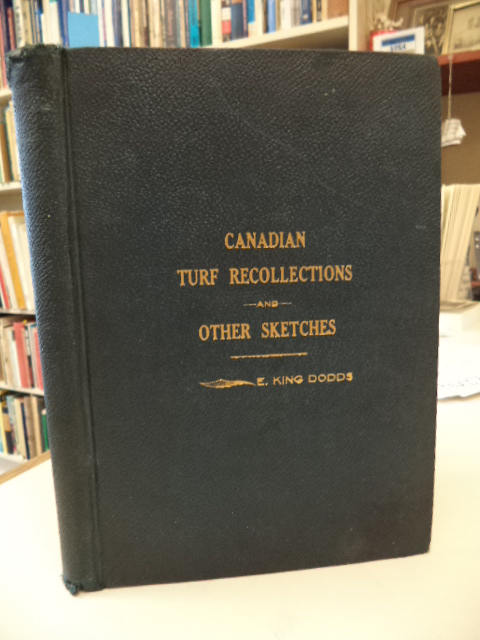 CANADIAN
TURF RECOLLECTIONS
—AND—
OTHER SKETCHES
E. KING DODDS